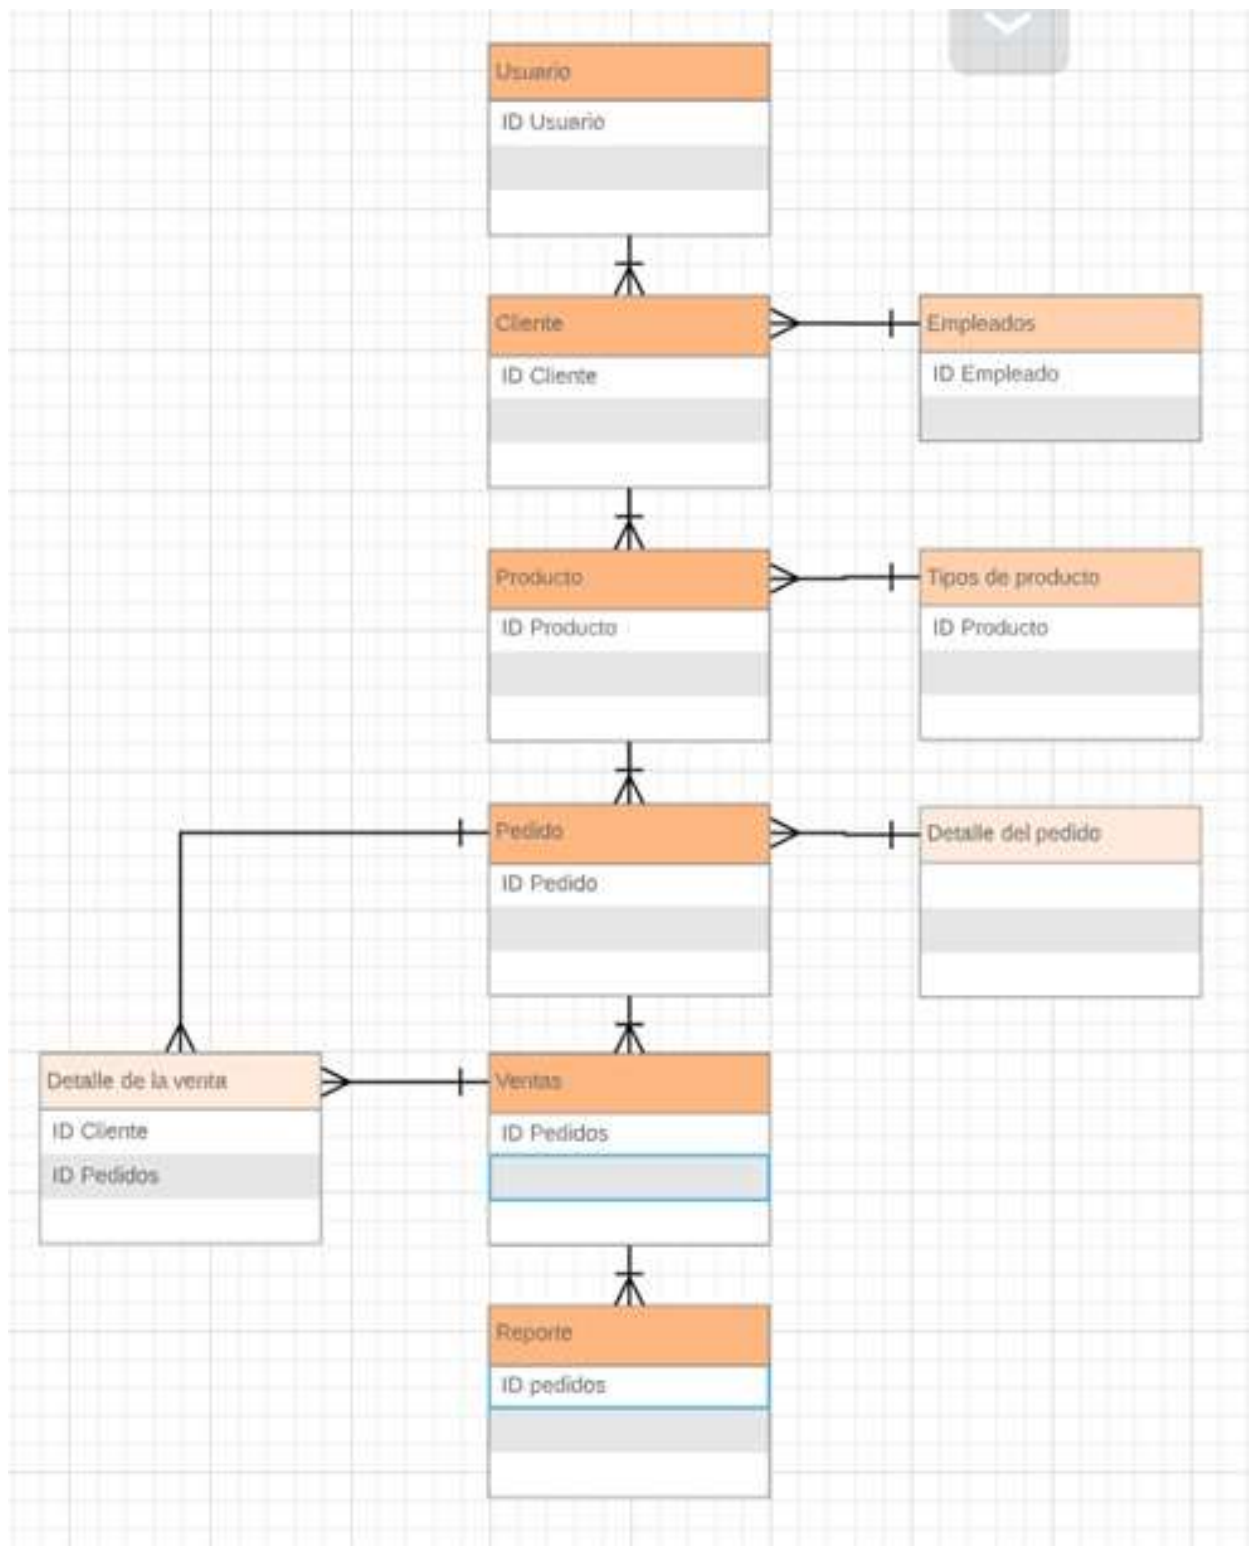 Usuario
ID Usuario
Cliente
ID Cliente
Empleados
ID Empleado
Producto
ID Producto
Tipos de producto
ID Producto
Pedido
ID Pedido
Detalle del pedido
Detalle de la venta
ID Cliente
ID Pedidos
Ventas
ID Pedidos
Reporte
ID pedidos